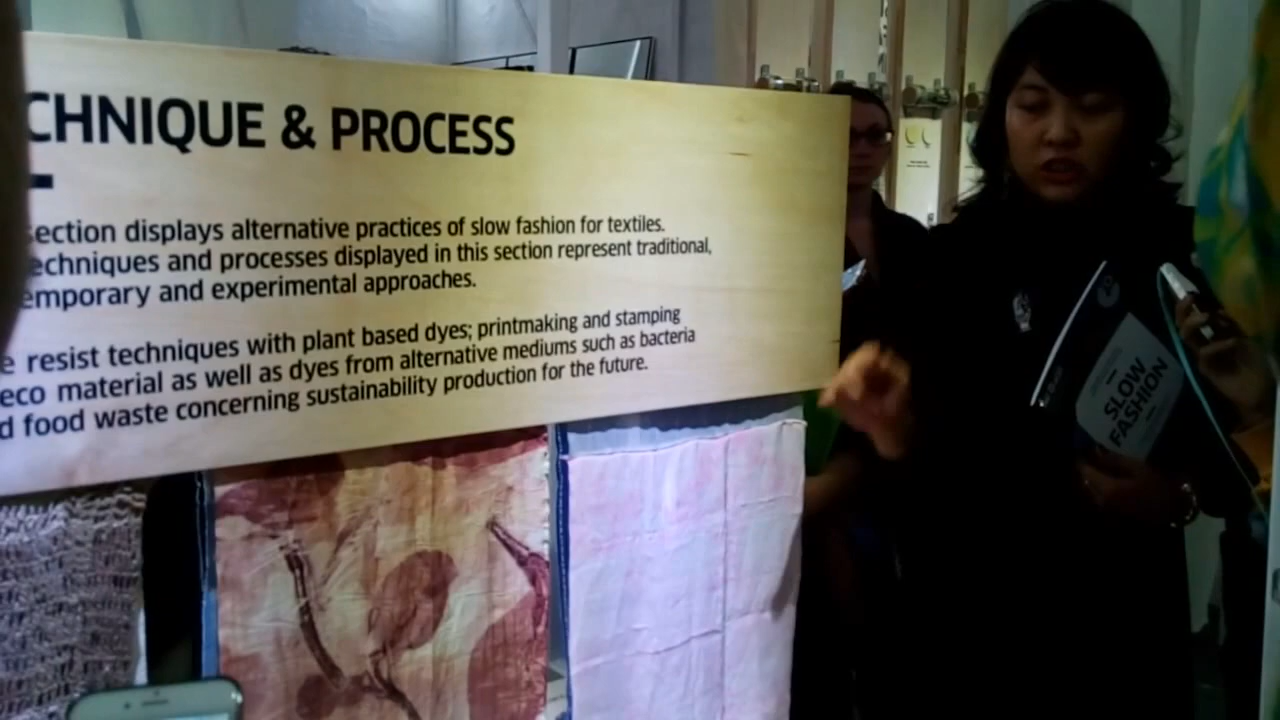 CHNIQUE & PROCESS
section displays alternative practices of slow fashion for textiles.
echniques and processes displayed in this section represent traditional,
emporary and experimental approaches.
e resist techniques with plant based dyes; printmaking and stamping
eco material as well as dyes from alternative mediums such as bacteria
d food waste concerning sustainability production for the future.
SLOW
FASHION